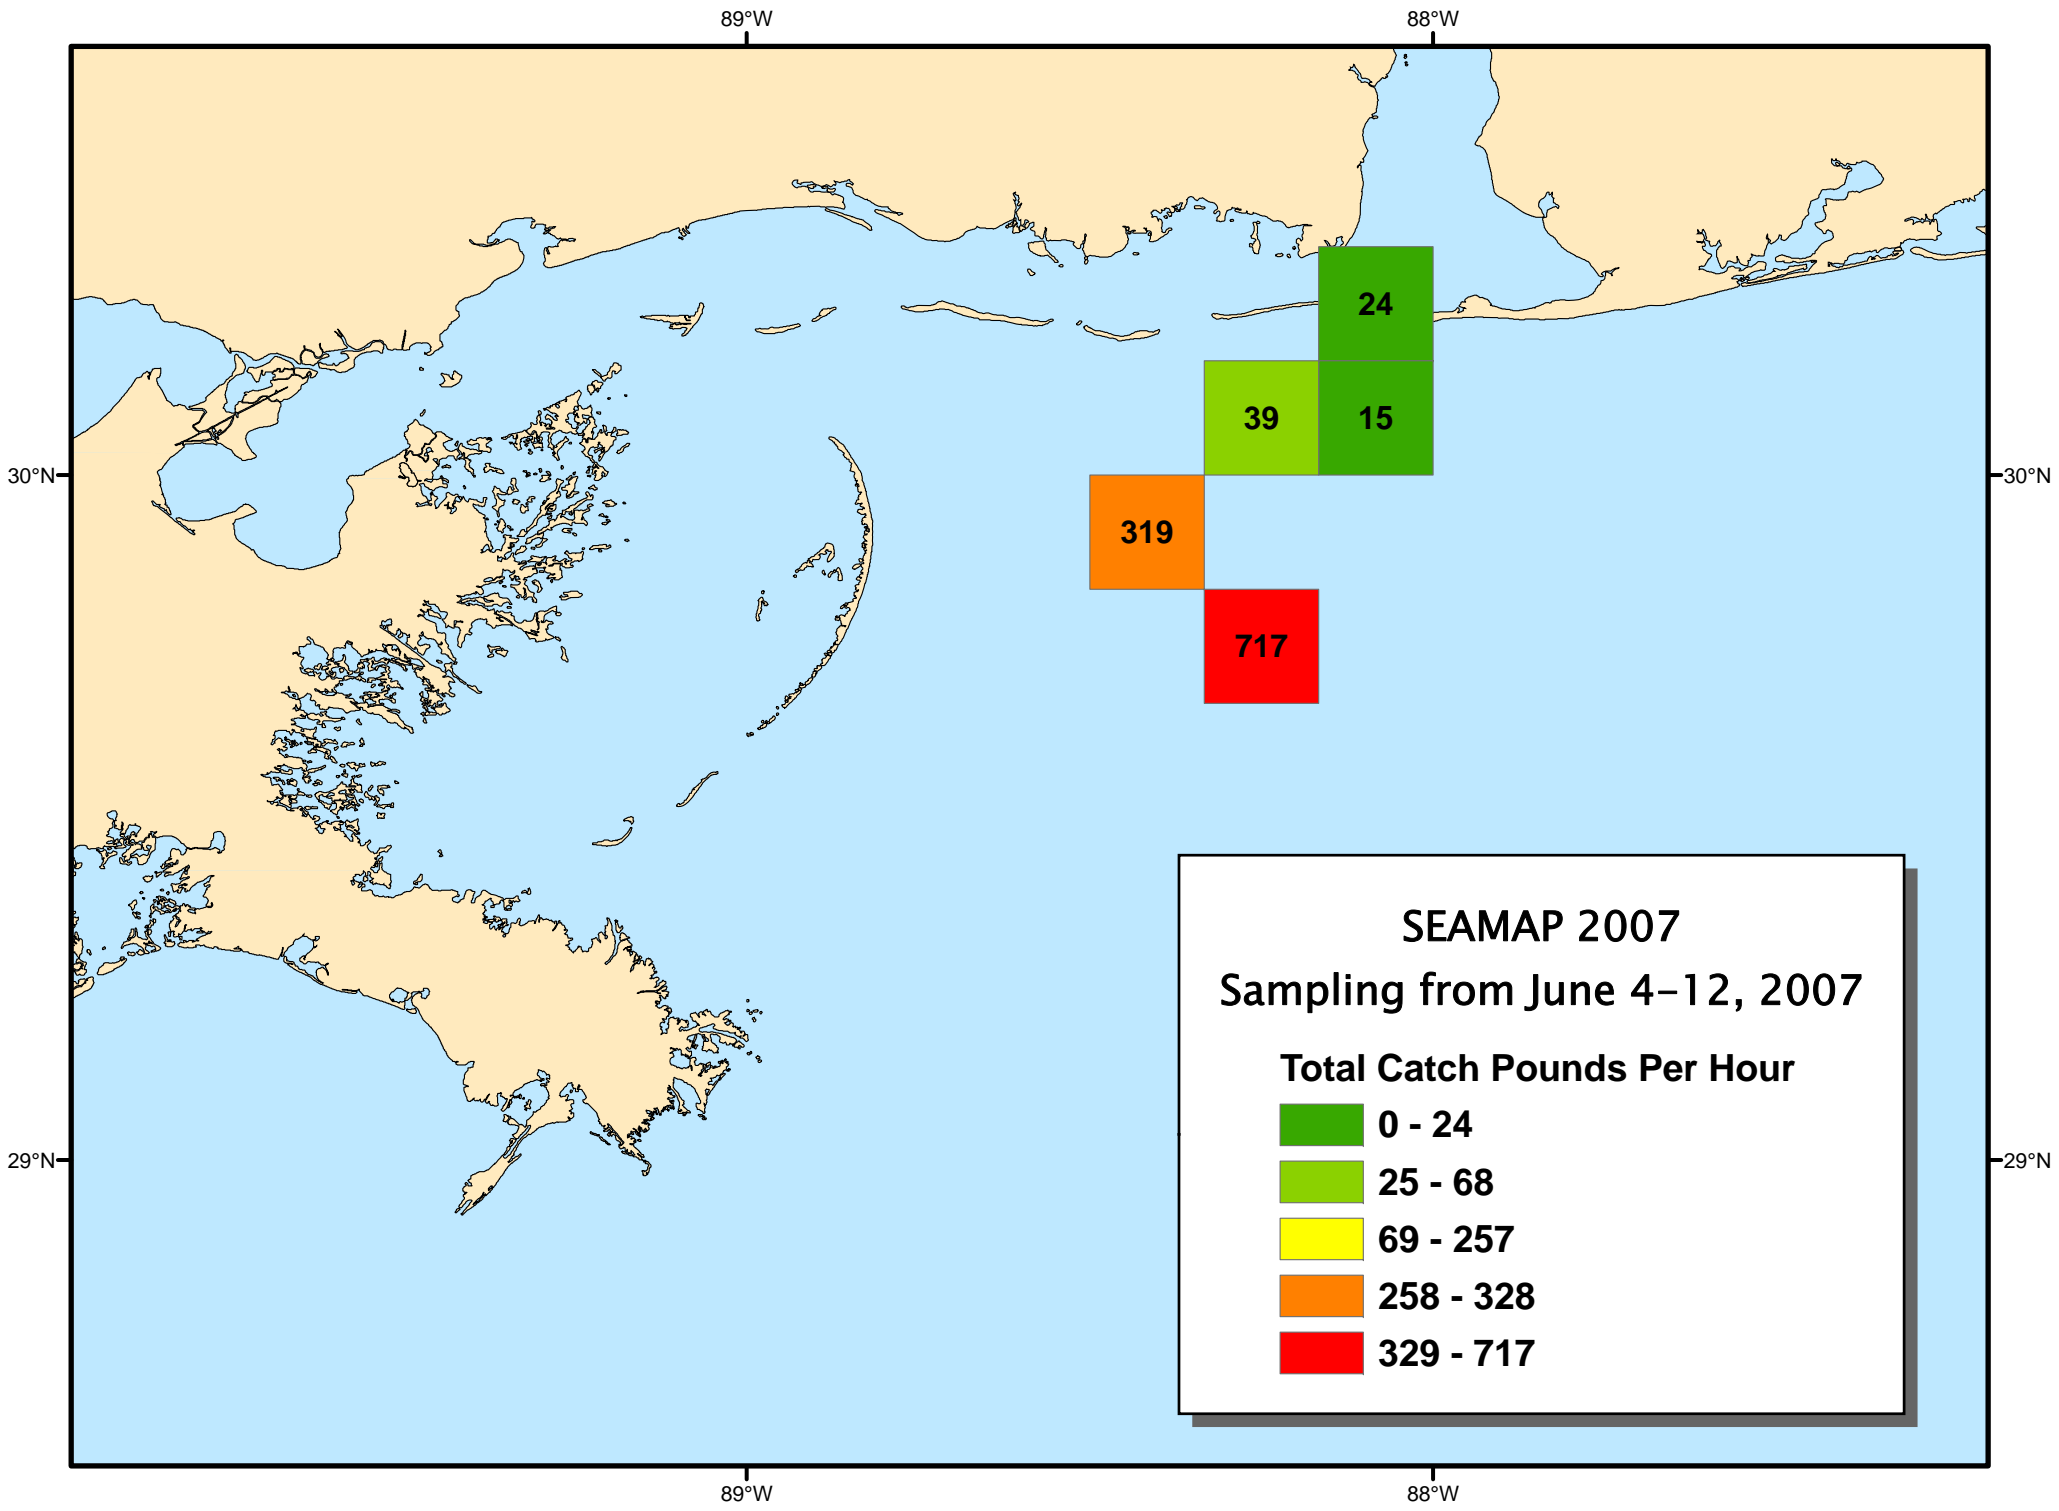 89°W 88°W
24
39 15
30°N 30°N
319
717
SEAMAP 2007
Sampling from June 4-12, 2007
Total Catch Pounds Per Hour
0 - 24
25 - 68
29°N 29°N
69 - 257
258 - 328
329 - 717
89°W 88°W